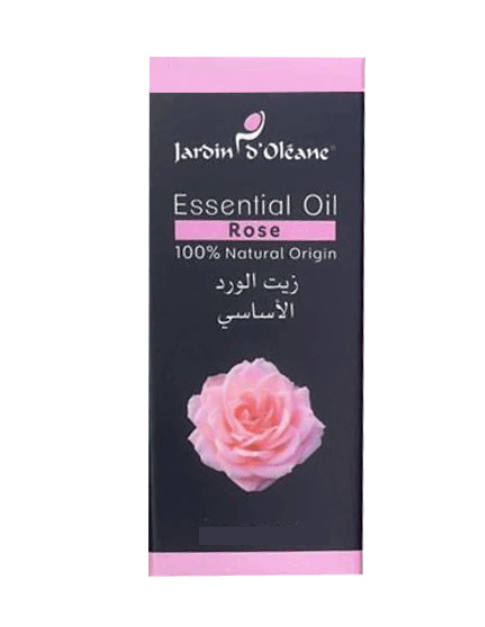 Jardin d'Oléane®
Essential Oil
Rose
100% Natural Origin
زيت الورد
الأساسي